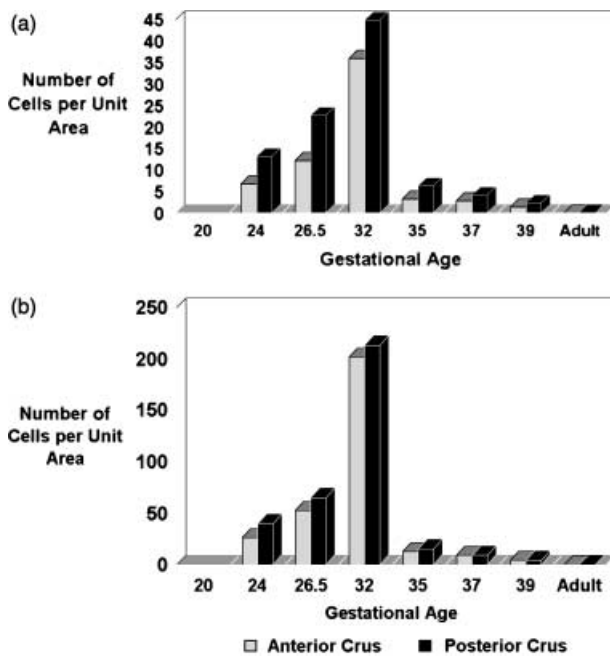 (a)
Number of
Cells per Unit
Area
45
40
35
30
25
20
15
10
5
0
20 24 26.5 32 35 37 39 Adult
Gestational Age
(b)
Number of
Cells per Unit
Area
250
200
150
100
50
0
20 24 26.5 32 35 37 39 Adult
Gestational Age
Anterior Crus Posterior Crus